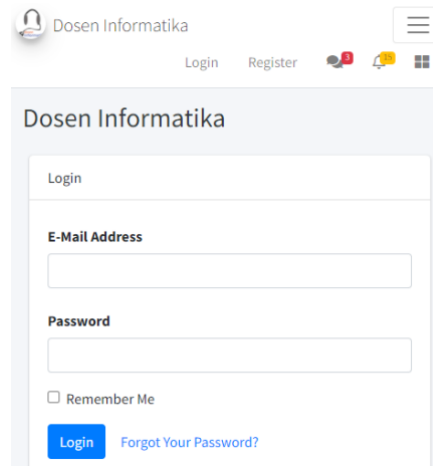 Dosen Informatika
Login Register 3 15
Dosen Informatika
Login
E-Mail Address
Password
Remember Me
Login Forgot Your Password?